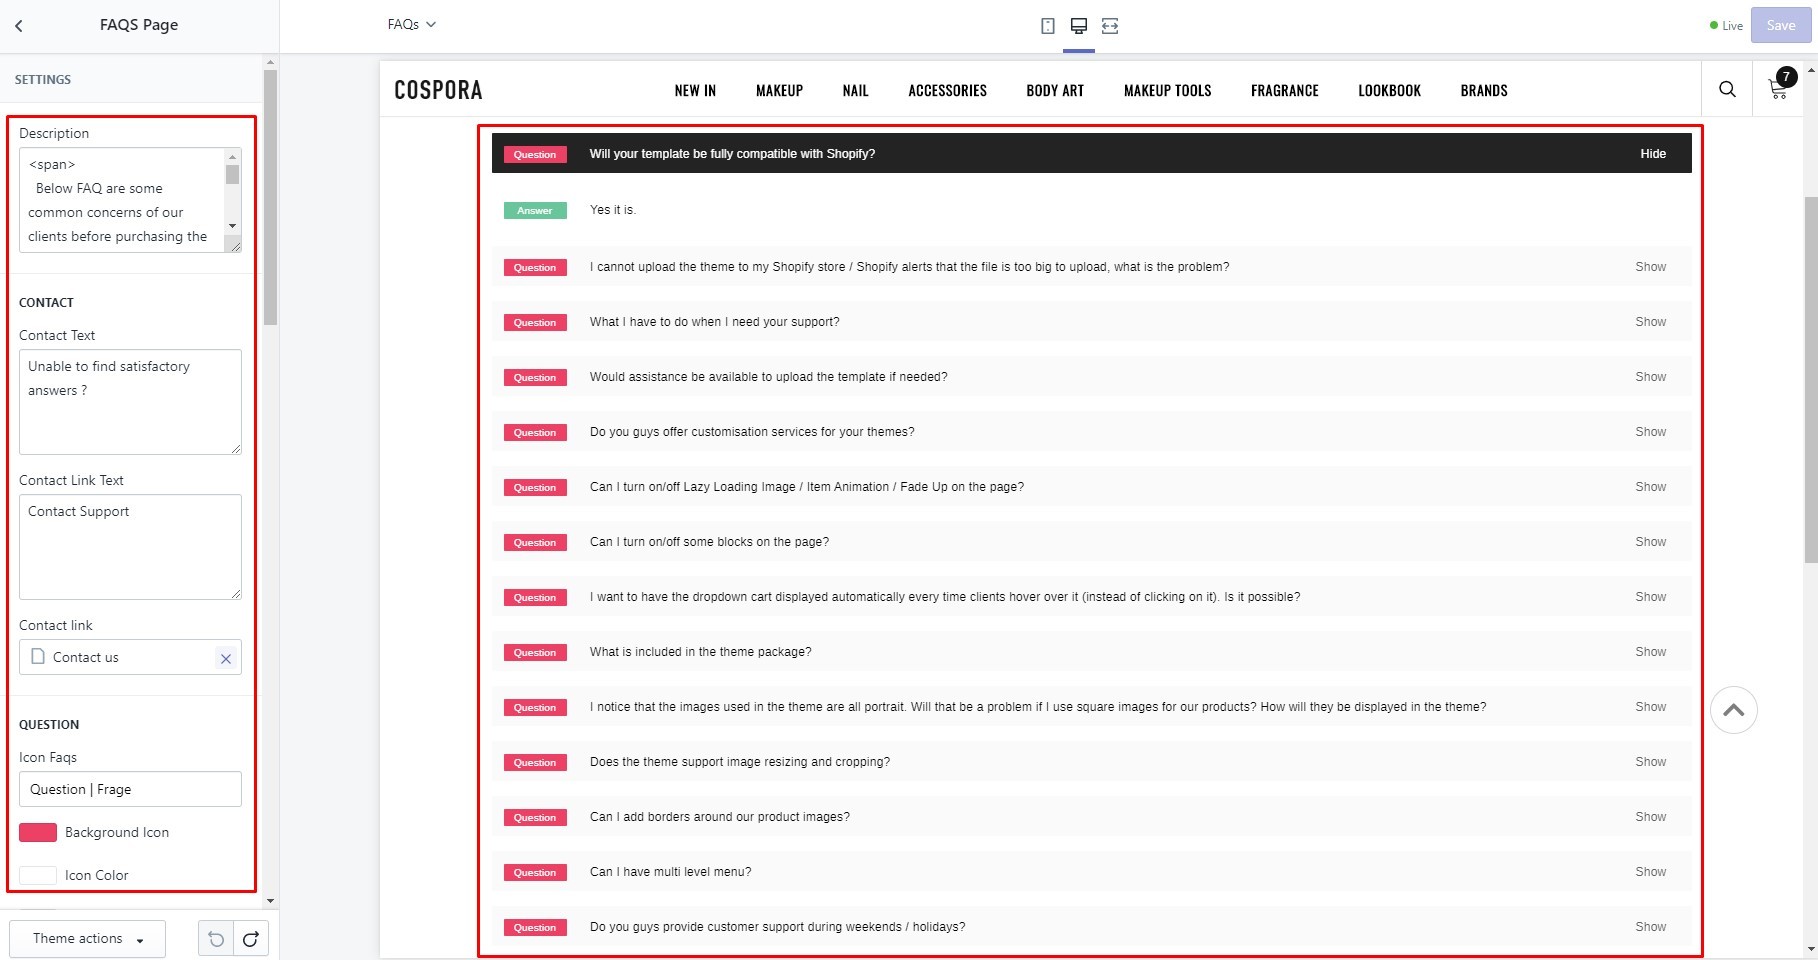 FAQS Page
FAQs
Live
Save
SETTINGS
Description
<span>
Below FAQ are some
common concerns of our
clients before purchasing the
CONTACT
Contact Text
Unable to find satisfactory
answers ?
Contact Link Text
Contact Support
Contact link
Contact us
QUESTION
Icon Faqs
Question | Frage
Background Icon
Icon Color
Theme actions
COSPORA
NEW IN
MAKEUP
NAIL
ACCESSORIES
BODY ART
MAKEUP TOOLS
FRAGRANCE
LOOKBOOK
BRANDS
7
Question Will your template be fully compatible with Shopify? Hide
Answer Yes it is.
Question I cannot upload the theme to my Shopify store / Shopify alerts that the file is too big to upload, what is the problem? Show
Question What I have to do when I need your support? Show
Question Would assistance be available to upload the template if needed? Show
Question Do you guys offer customisation services for your themes? Show
Question Can I turn on/off Lazy Loading Image / Item Animation / Fade Up on the page? Show
Question Can I turn on/off some blocks on the page? Show
Question I want to have the dropdown cart displayed automatically every time clients hover over it (instead of clicking on it). Is it possible? Show
Question What is included in the theme package? Show
Question I notice that the images used in the theme are all portrait. Will that be a problem if I use square images for our products? How will they be displayed in the theme? Show
Question Does the theme support image resizing and cropping? Show
Question Can I add borders around our product images? Show
Question Can I have multi level menu? Show
Question Do you guys provide customer support during weekends / holidays? Show